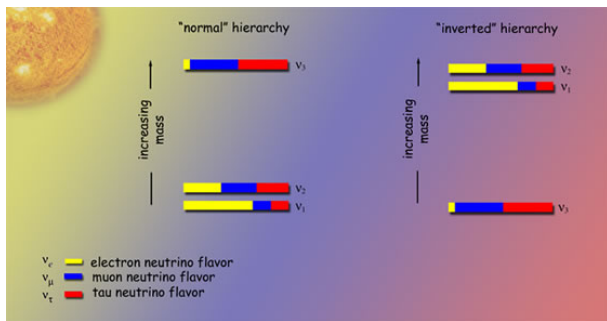 "normal" hierarchy
ν3
increasing
mass
ν2
ν1
"inverted" hierarchy
ν2
ν1
increasing
mass
ν3
νe electron neutrino flavor
νμ muon neutrino flavor
ντ tau neutrino flavor